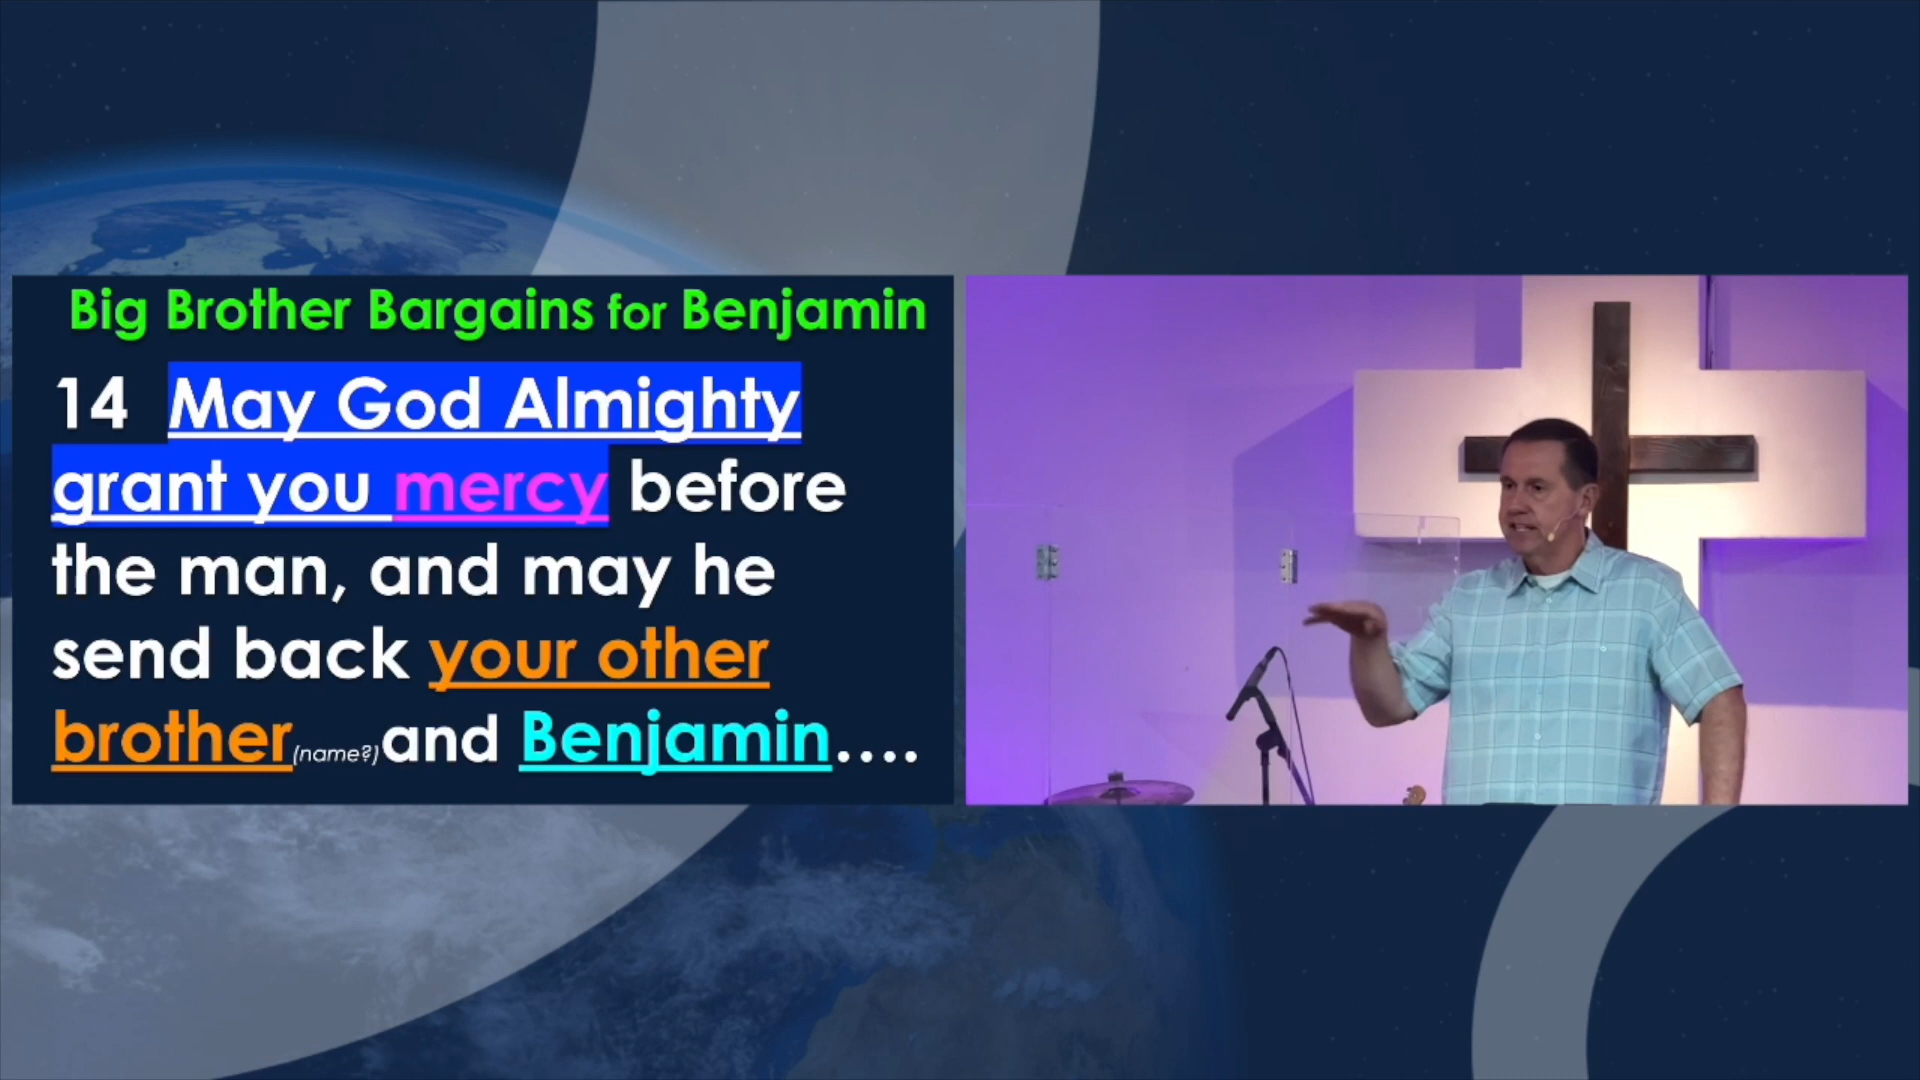 Big Brother Bargains for Benjamin
14 May God Almighty
grant you mercy before
the man, and may he
send back your other
brother(name?)and Benjamin....